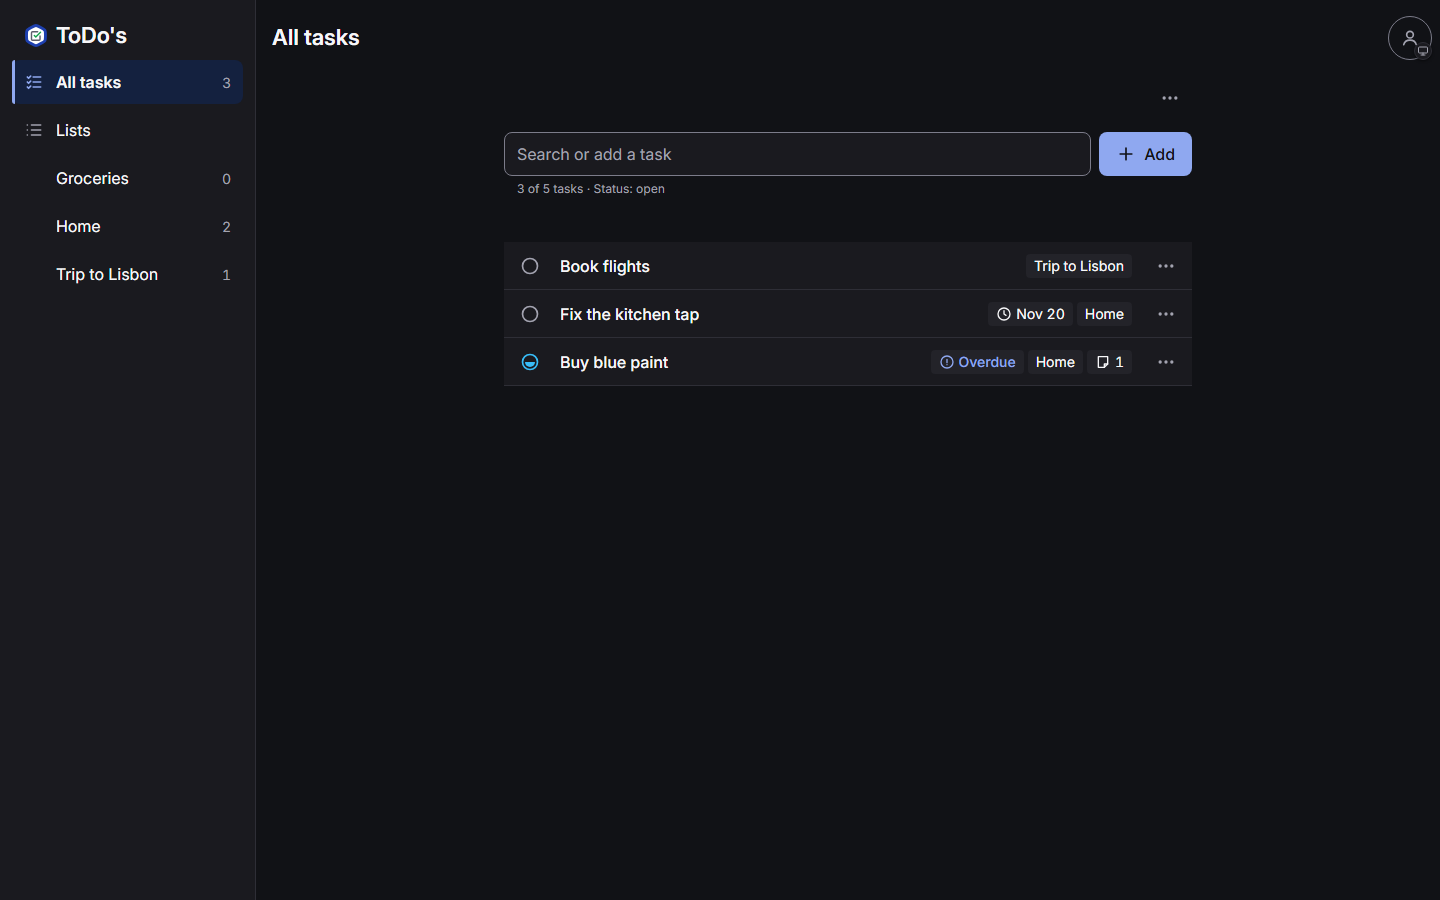 ToDo's
All tasks 3
Lists
Groceries 0
Home 2
Trip to Lisbon 1
All tasks
Search or add a task
Add
3 of 5 tasks · Status: open
Book flights Trip to Lisbon
Fix the kitchen tap Nov 20 Home
Buy blue paint Overdue Home 1